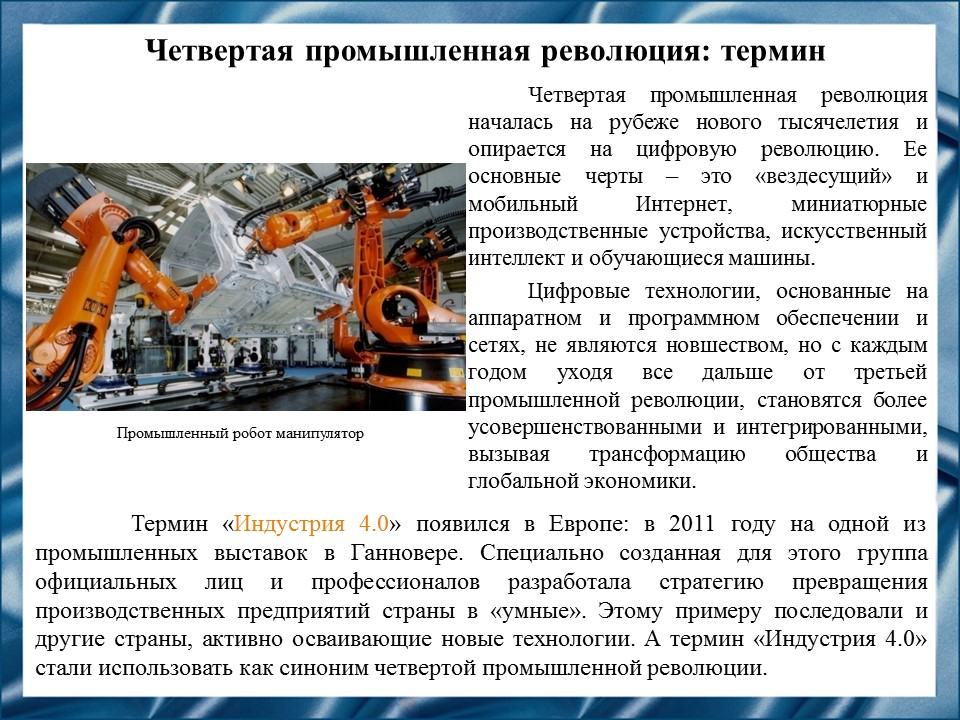 Четвертая промышленная революция: термин
Четвертая промышленная революция
началась на рубеже нового тысячелетия и
опирается на цифровую революцию. Ее
основные черты – это «вездесущий» и
мобильный Интернет, миниатюрные
производственные устройства, искусственный
интеллект и обучающиеся машины.
Цифровые технологии, основанные на
аппаратном и программном обеспечении и
сетях, не являются новшеством, но с каждым
годом уходя все дальше от третьей
промышленной революции, становятся более
усовершенствованными и интегрированными,
вызывая трансформацию общества и
глобальной экономики.
KUKA
Промышленный робот манипулятор
Термин «Индустрия 4.0» появился в Европе: в 2011 году на одной из
промышленных выставок в Ганновере. Специально созданная для этого группа
официальных лиц и профессионалов разработала стратегию превращения
производственных предприятий страны в «умные». Этому примеру последовали и
другие страны, активно осваивающие новые технологии. А термин «Индустрия 4.0»
стали использовать как синоним четвертой промышленной революции.